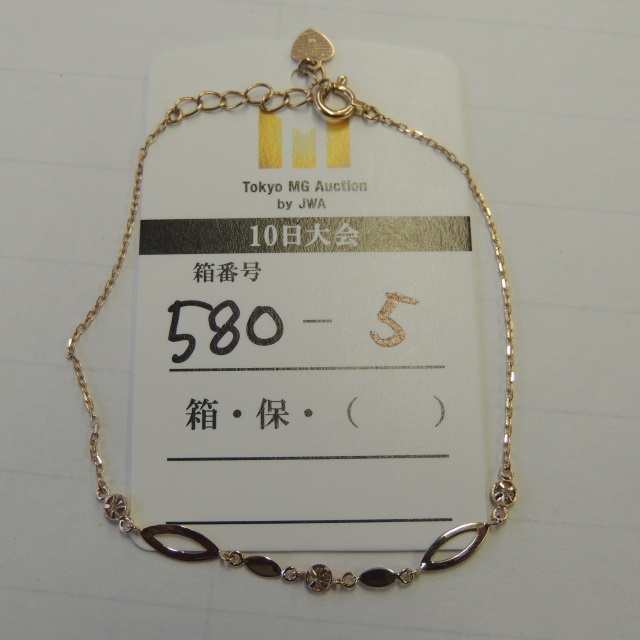 Tokyo MG Auction
by JWA
10日大会
箱番号
580 - 5
箱・保・（　　）